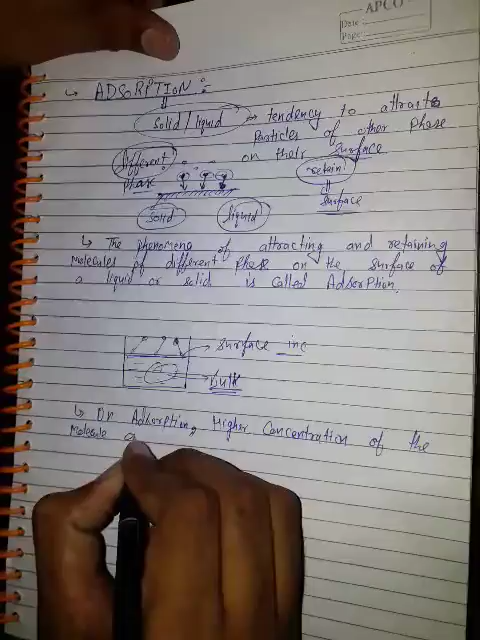 APCO
Date
Page
ADSORPTION :
Solid / liquid → tendency to attracts
Particles of other phase
on their surface
Different
phase
retain
surface
Solid
liquid
↳ The phenomena of attracting and retaining
molecules of different phase on the surface of
a liquid or solid is called Adsorption.
→ surface inc
→ Bulk
↳ On Adsorption, Higher Concentration of the
Molecule